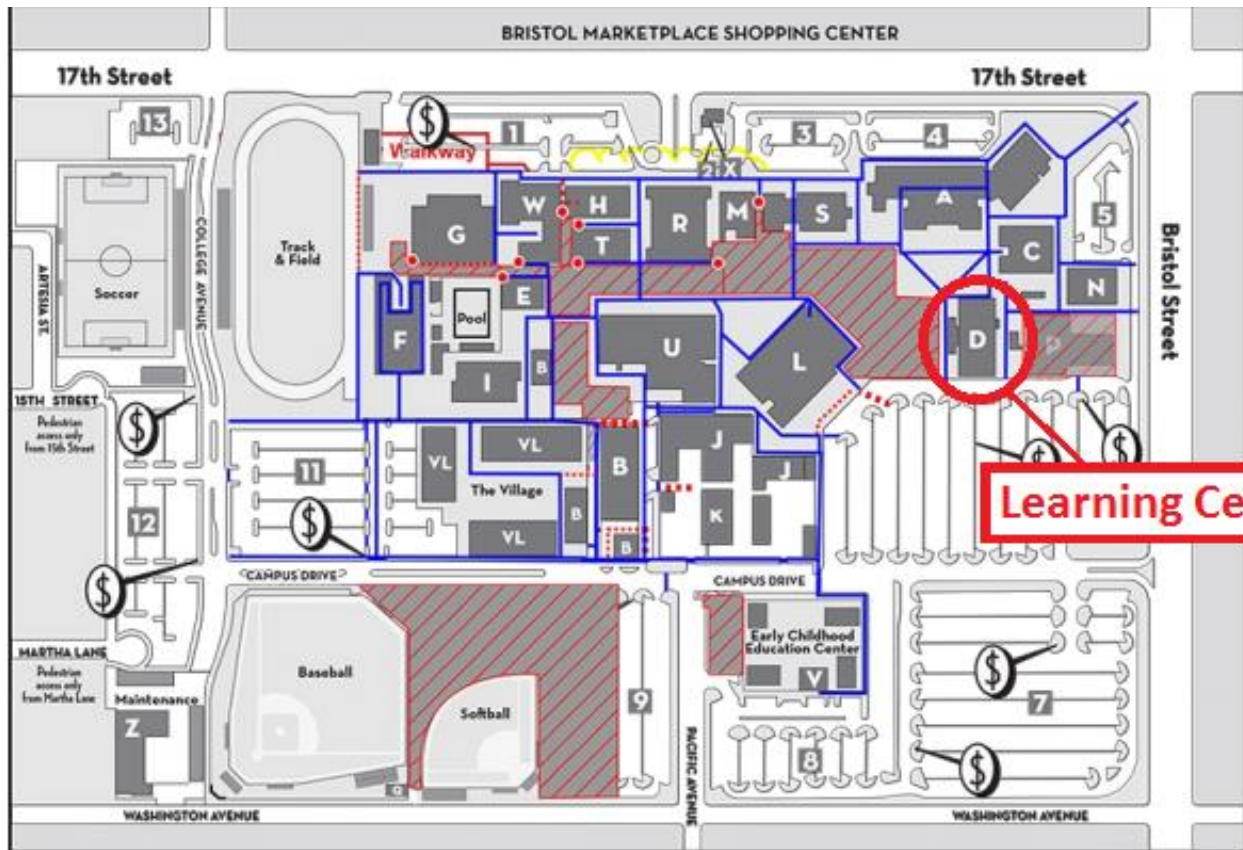 BRISTOL MARKETPLACE SHOPPING CENTER
17th Street
17th Street
13
$
1
3
4
Walkway
2
X
5
W
H
A
G
T
R
M
S
C
N
Bristol Street
COLLEGE AVENUE
ARTESIA ST.
Soccer
Track
& Field
E
Pool
F
I
B
U
L
D
P
15TH STREET
Pedestrian
access only
from 15th Street
$
$
$
11
VL
VL
The Village
B
B
J
J
K
Learning Ce
12
$
VL
B
$
CAMPUS DRIVE
CAMPUS DRIVE
MARTHA LANE
Pedestrian
access only
from Martha Lane
Maintenance
Z
Baseball
Softball
9
Early Childhood
Education Center
V
$
7
8
$
PACIFIC AVENUE
WASHINGTON AVENUE
WASHINGTON AVENUE